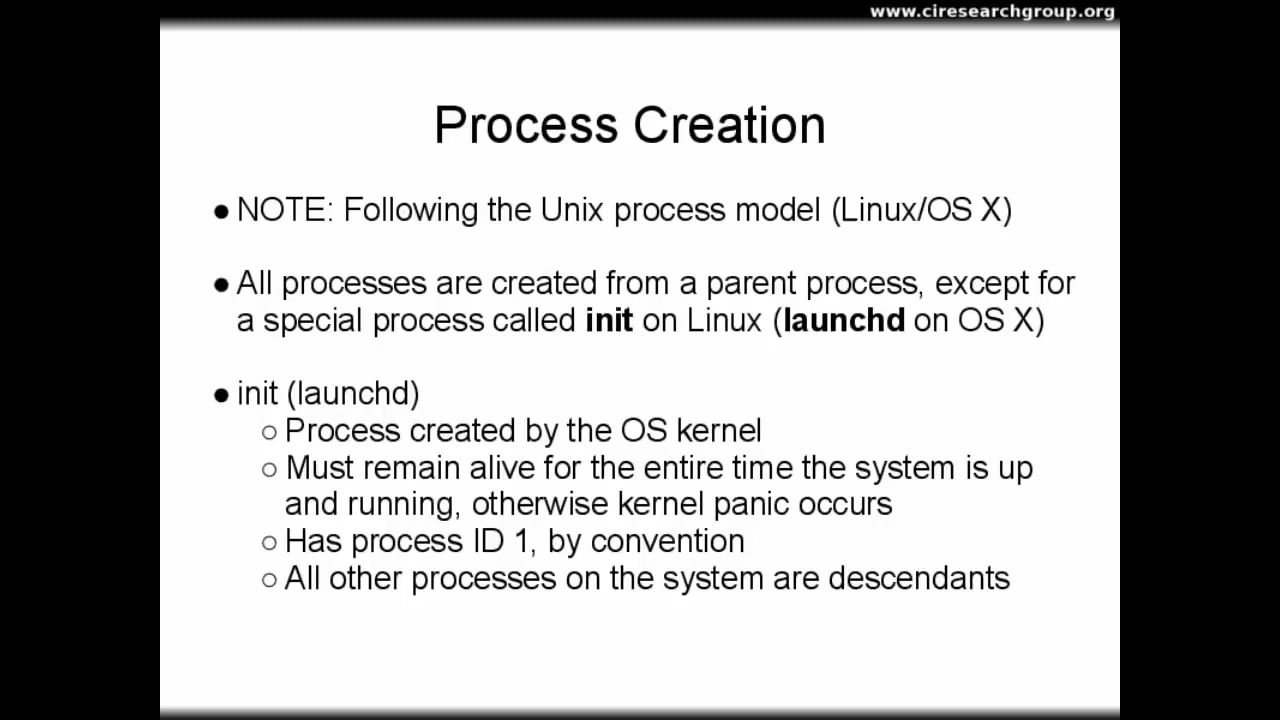 www.ciresearchgroup.org
Process Creation
● NOTE: Following the Unix process model (Linux/OS X)
● All processes are created from a parent process, except for
a special process called init on Linux (launchd on OS X)
● init (launchd)
○ Process created by the OS kernel
○ Must remain alive for the entire time the system is up
and running, otherwise kernel panic occurs
○ Has process ID 1, by convention
○ All other processes on the system are descendants